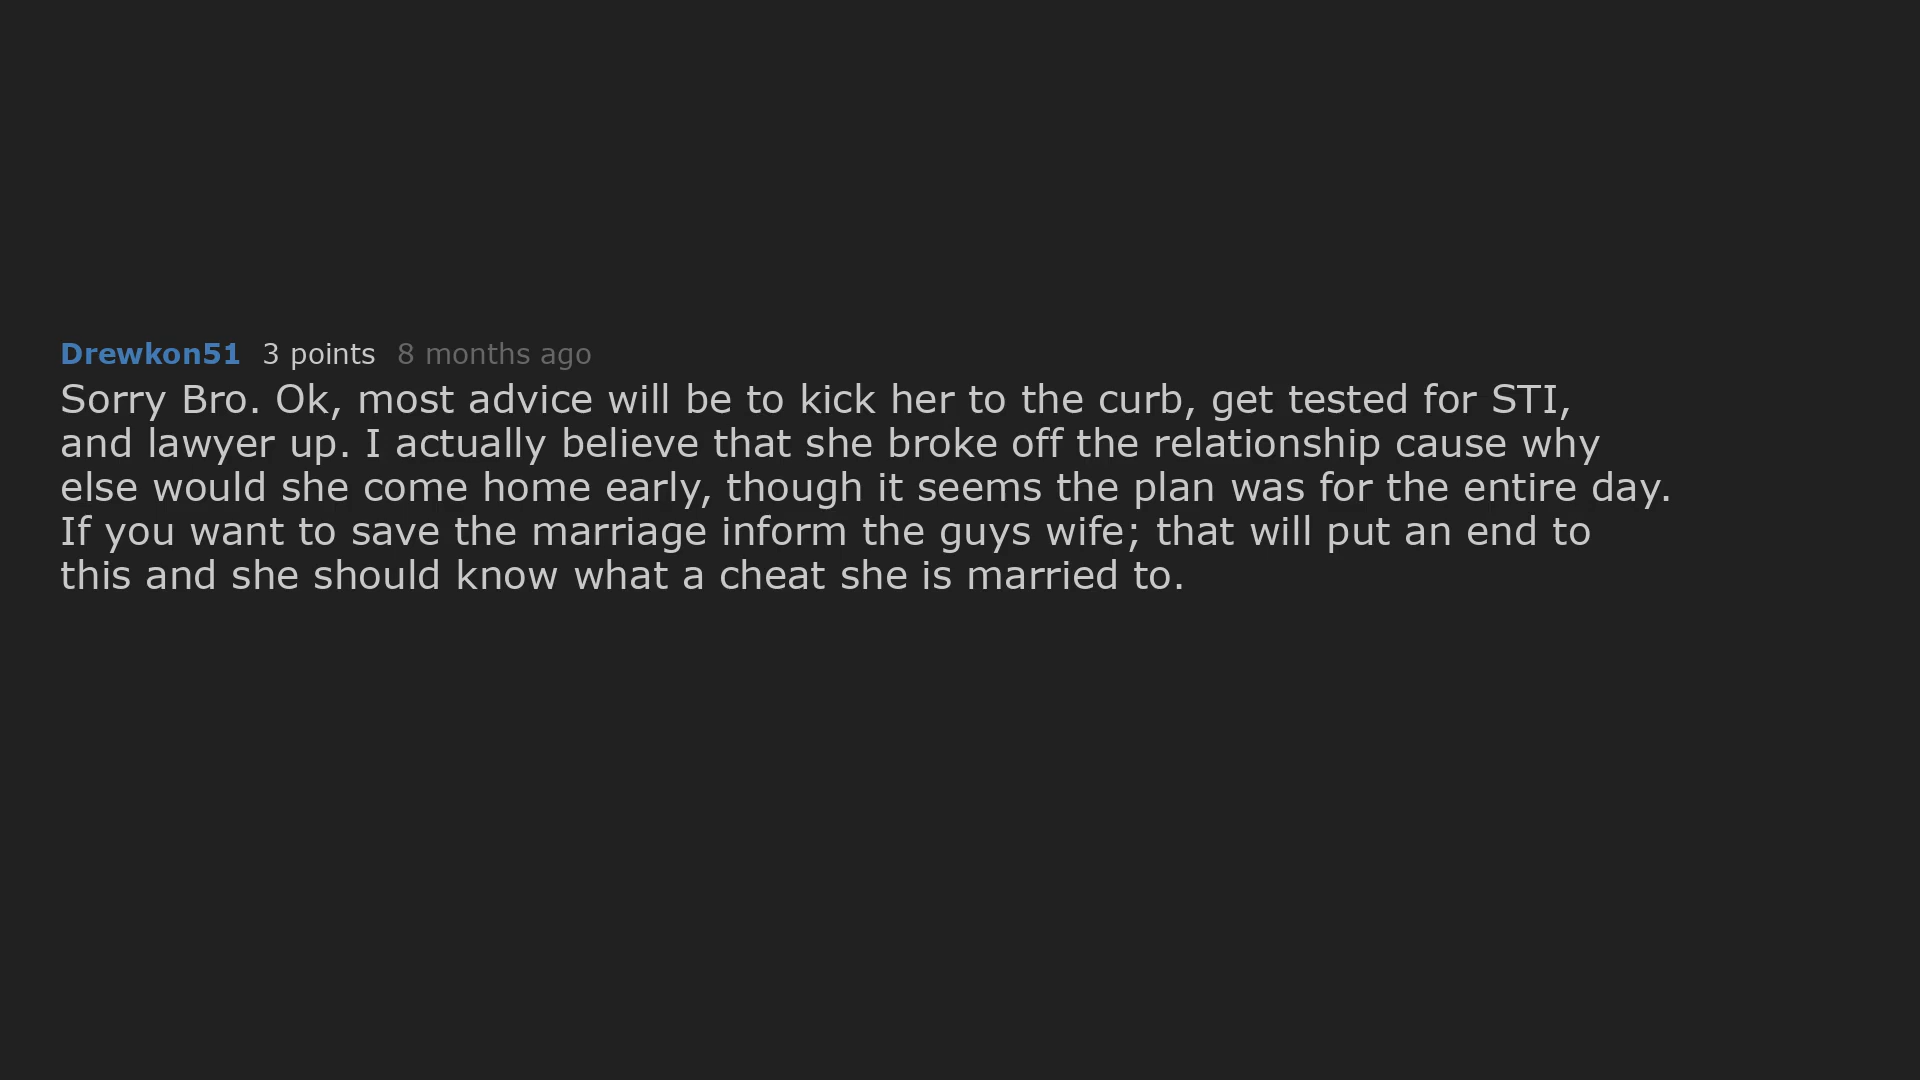 Drewkon51 3 points 8 months ago
Sorry Bro. Ok, most advice will be to kick her to the curb, get tested for STI,
and lawyer up. I actually believe that she broke off the relationship cause why
else would she come home early, though it seems the plan was for the entire day.
If you want to save the marriage inform the guys wife; that will put an end to
this and she should know what a cheat she is married to.